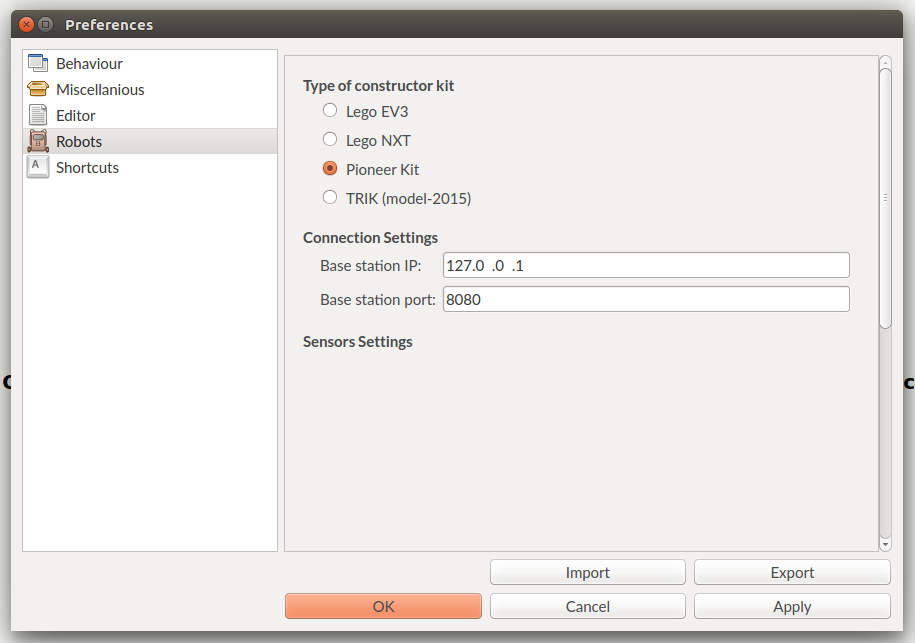 Preferences
Behaviour
Miscellanious
Editor
Robots
A
Shortcuts
Type of constructor kit
Lego EV3
Lego NXT
Pioneer Kit
TRIK (model-2015)
Connection Settings
Base station IP: 127.0 .0 .1
Base station port: 8080
Sensors Settings
Import Export
OK Cancel Apply